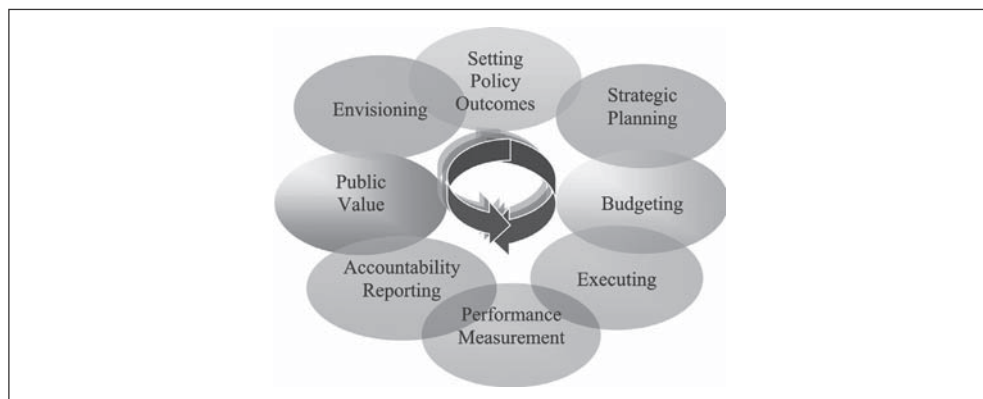 Setting
Policy
Outcomes
Strategic
Planning
Budgeting
Executing
Performance
Measurement
Accountability
Reporting
Public
Value
Envisioning